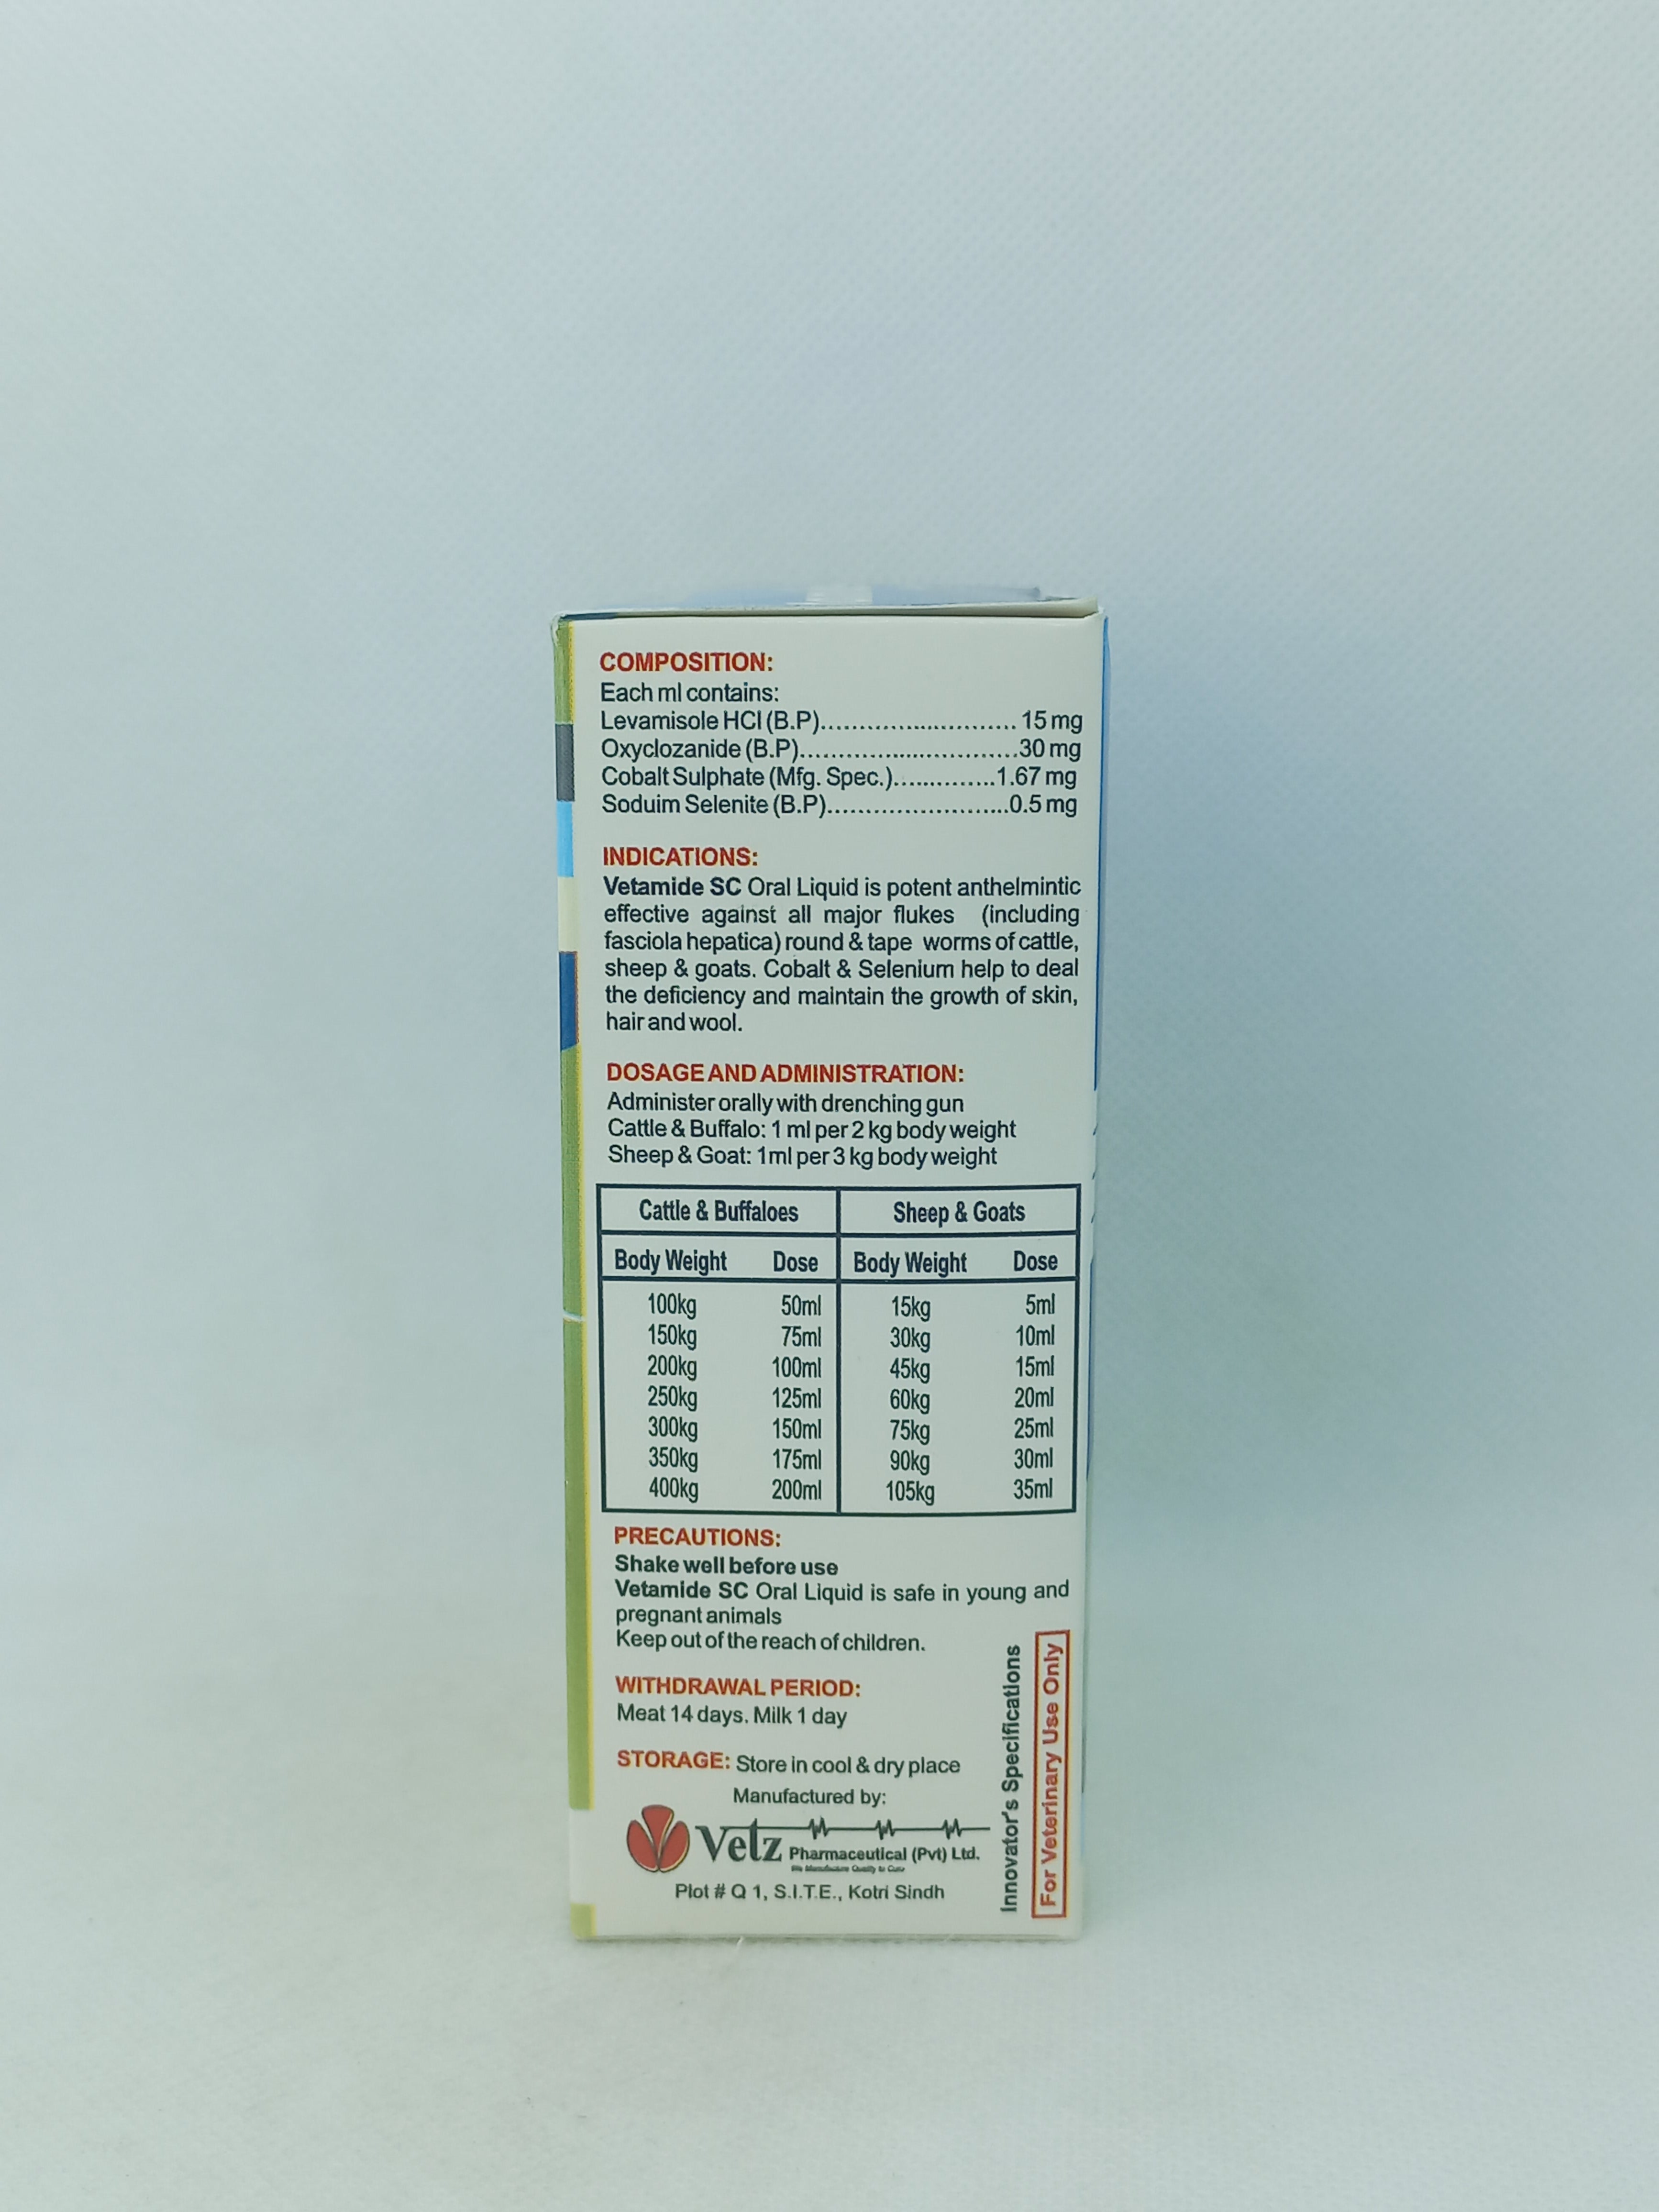 COMPOSITION:
Each ml contains:
Levamisole HCl (B.P)............................ 15 mg
Oxyclozanide (B.P)...............................30 mg
Cobalt Sulphate (Mfg. Spec.)..............1.67 mg
Soduim Selenite (B.P)..........................0.5 mg
INDICATIONS:
Vetamide SC Oral Liquid is potent anthelmintic
effective against all major flukes (including
fasciola hepatica) round & tape worms of cattle,
sheep & goats. Cobalt & Selenium help to deal
the deficiency and maintain the growth of skin,
hair and wool.
DOSAGE AND ADMINISTRATION:
Administer orally with drenching gun
Cattle & Buffalo: 1 ml per 2 kg body weight
Sheep & Goat: 1ml per 3 kg body weight
Cattle & Buffaloes Sheep & Goats
Body Weight Dose Body Weight Dose
100kg 50ml 15kg 5ml
150kg 75ml 30kg 10ml
200kg 100ml 45kg 15ml
250kg 125ml 60kg 20ml
300kg 150ml 75kg 25ml
350kg 175ml 90kg 30ml
400kg 200ml 105kg 35ml
PRECAUTIONS:
Shake well before use
Vetamide SC Oral Liquid is safe in young and
pregnant animals
Keep out of the reach of children.
WITHDRAWAL PERIOD:
Meat 14 days. Milk 1 day
STORAGE: Store in cool & dry place
Manufactured by:
Vetz Pharmaceutical (Pvt) Ltd.
We Manufacture Quality to Cure
Plot # Q 1, S.I.T.E., Kotri Sindh
Innovator's Specifications
For Veterinary Use Only